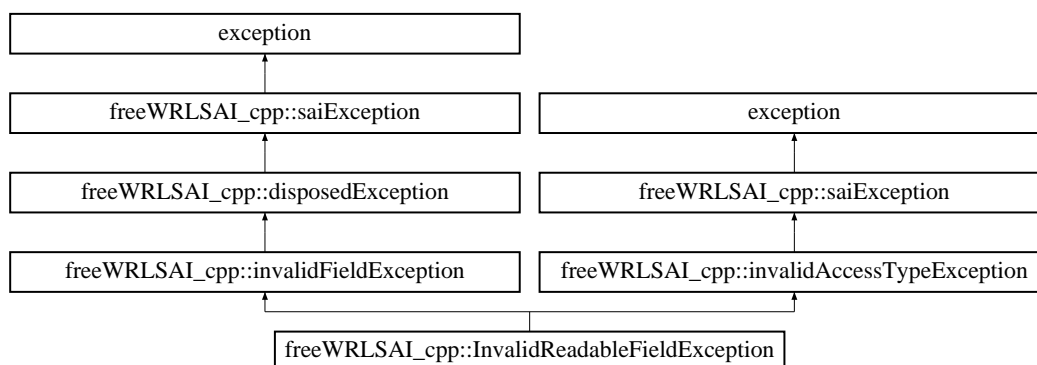 exception
freeWRLSAI_cpp::saiException
exception
freeWRLSAI_cpp::disposedException
freeWRLSAI_cpp::saiException
freeWRLSAI_cpp::invalidFieldException
freeWRLSAI_cpp::invalidAccessTypeException
freeWRLSAI_cpp::InvalidReadableFieldException